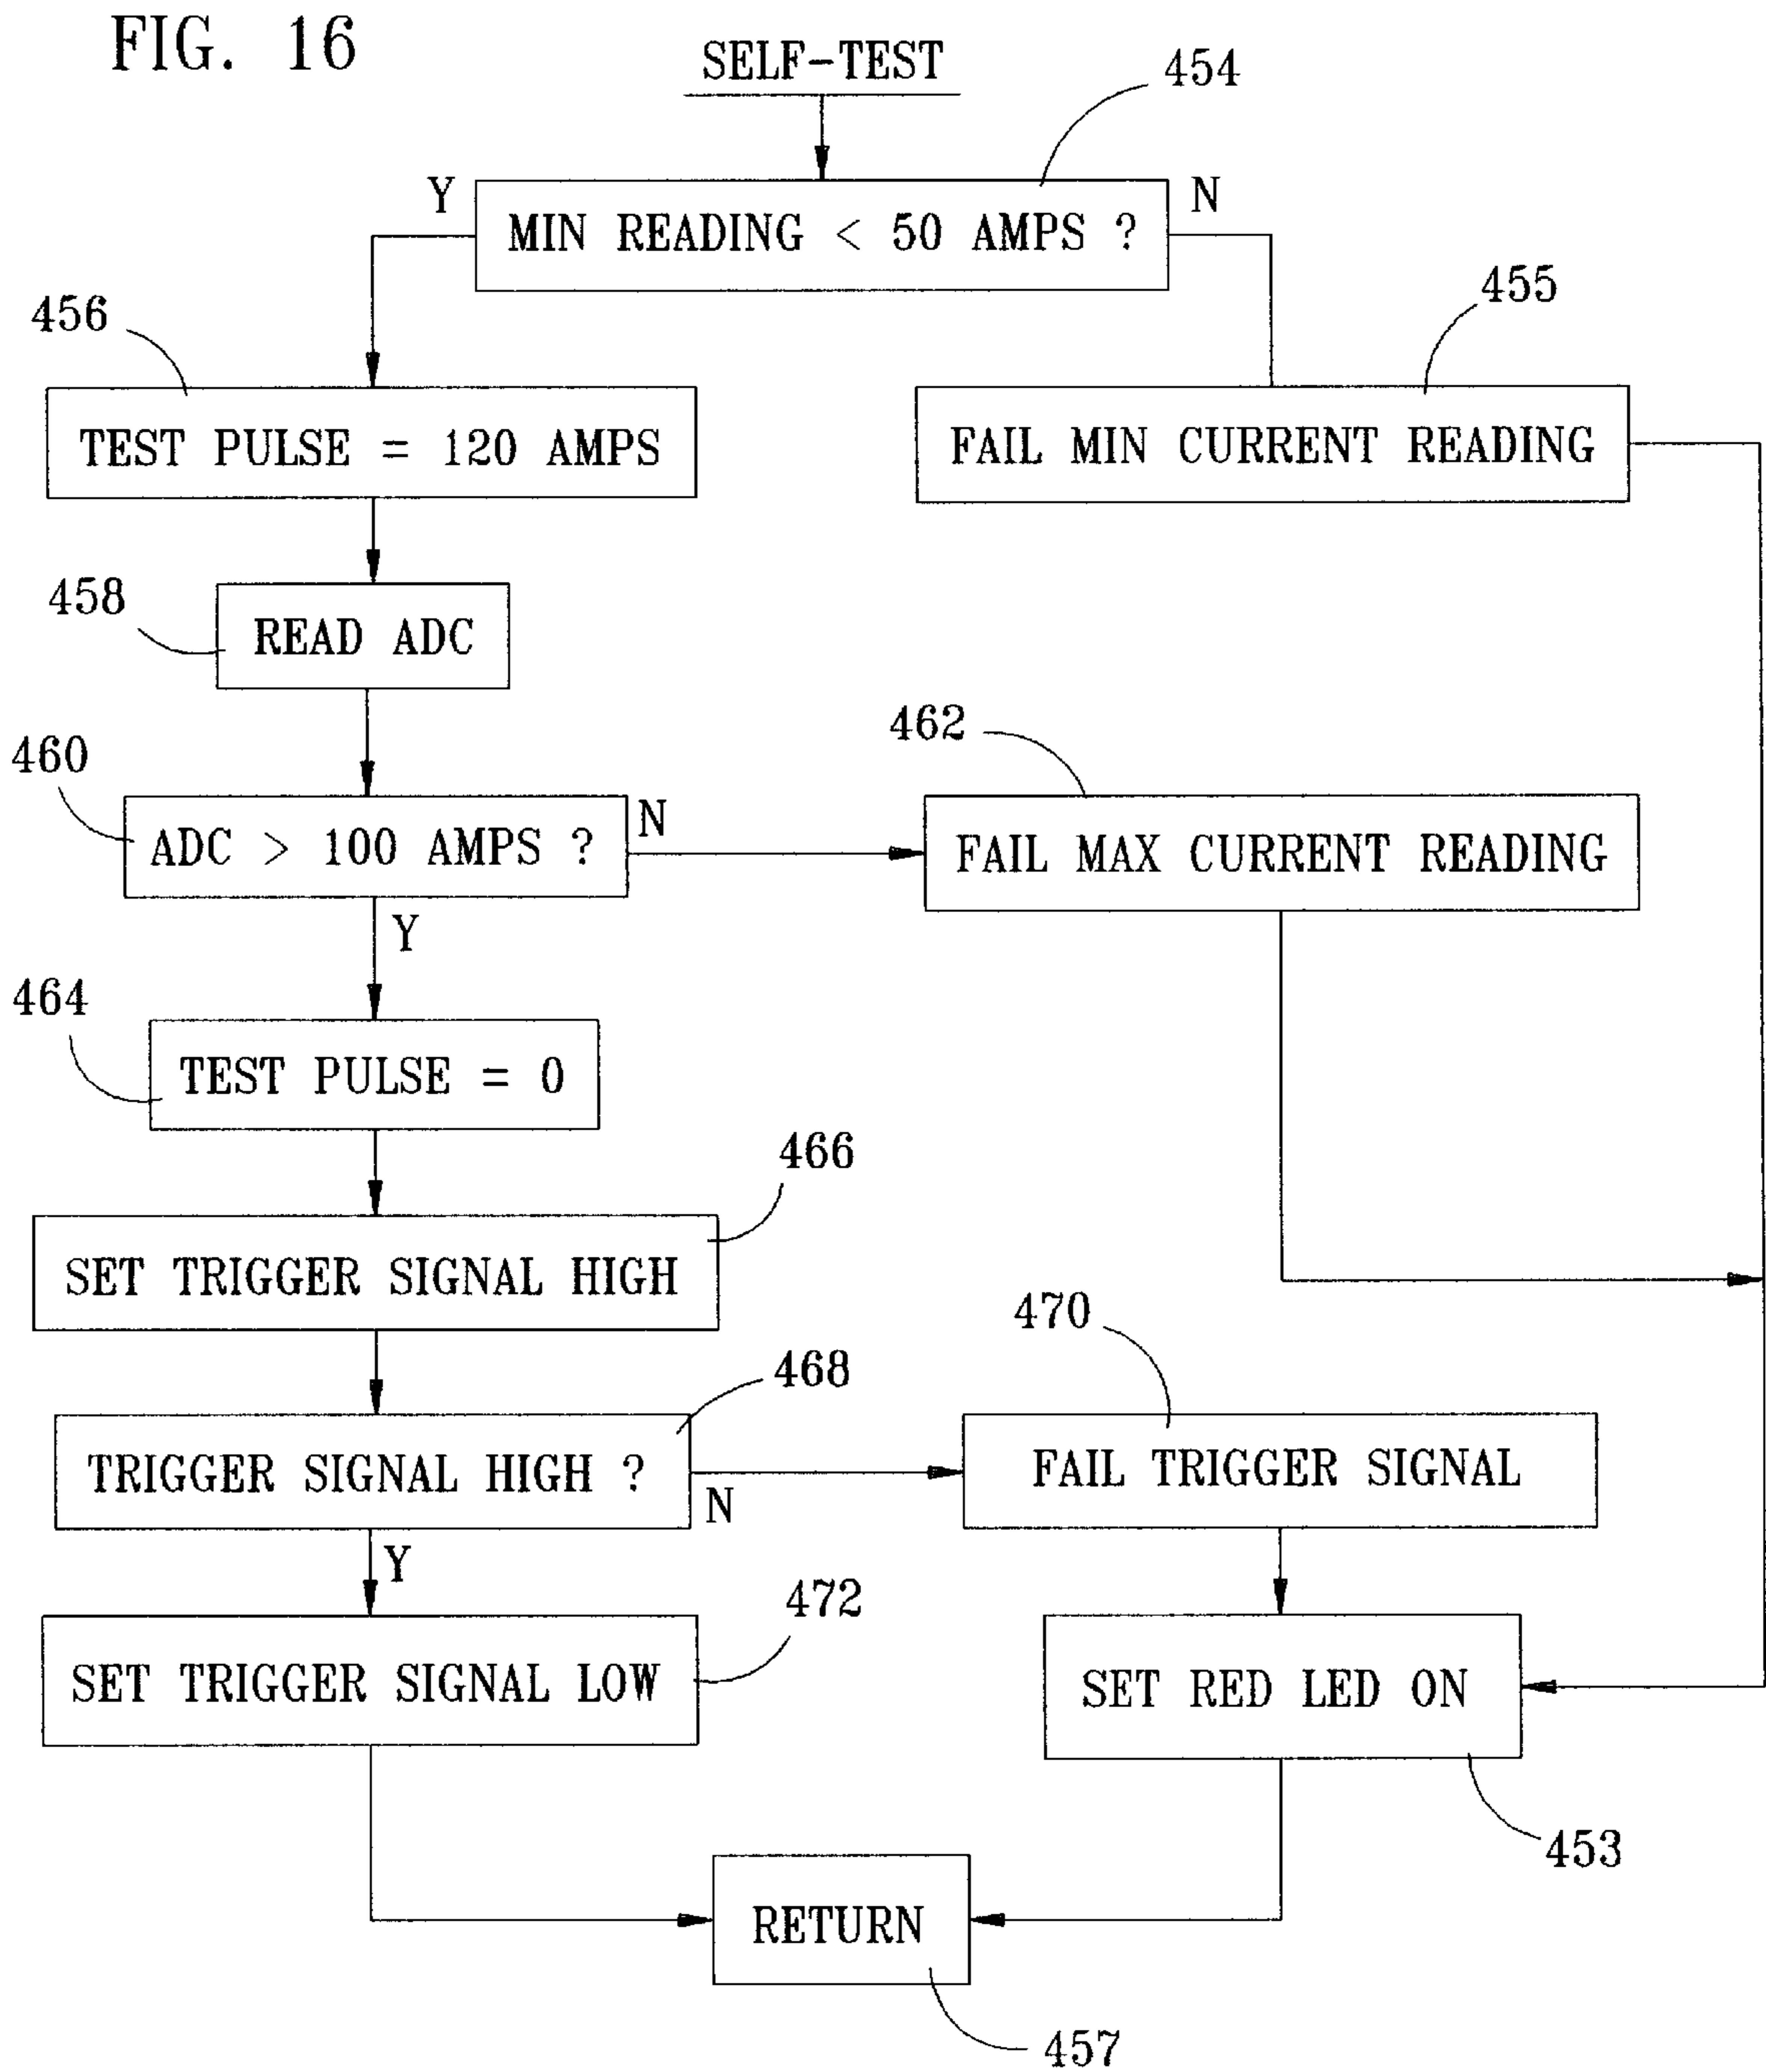 FIG. 16
SELF-TEST
454
Y
N
MIN READING < 50 AMPS ?
455
456
TEST PULSE = 120 AMPS
FAIL MIN CURRENT READING
458
READ ADC
462
460
N
ADC > 100 AMPS ?
FAIL MAX CURRENT READING
Y
464
TEST PULSE = 0
466
SET TRIGGER SIGNAL HIGH
470
468
TRIGGER SIGNAL HIGH ?
FAIL TRIGGER SIGNAL
N
Y
472
SET TRIGGER SIGNAL LOW
SET RED LED ON
453
RETURN
457